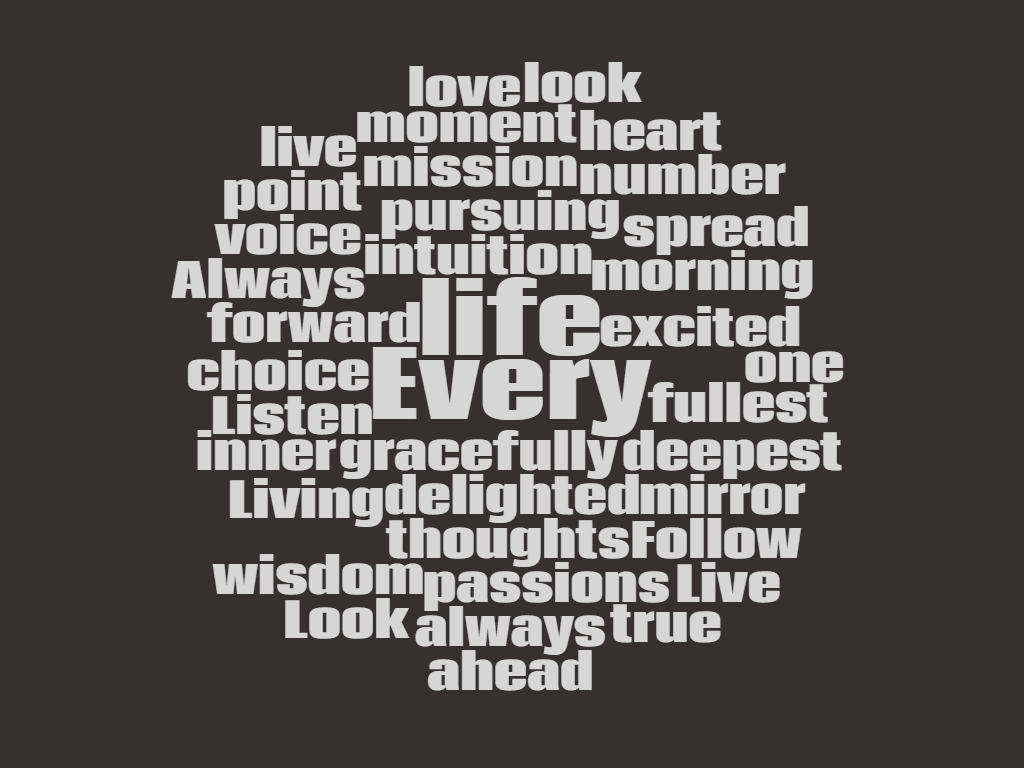 love look
moment heart
live mission number
point pursuing spread
voice intuition morning
Always life
forward excited
choice Every one
Listen fullest
inner gracefully deepest
Living delighted mirror
thoughts Follow
wisdom passions Live
Look always true
ahead